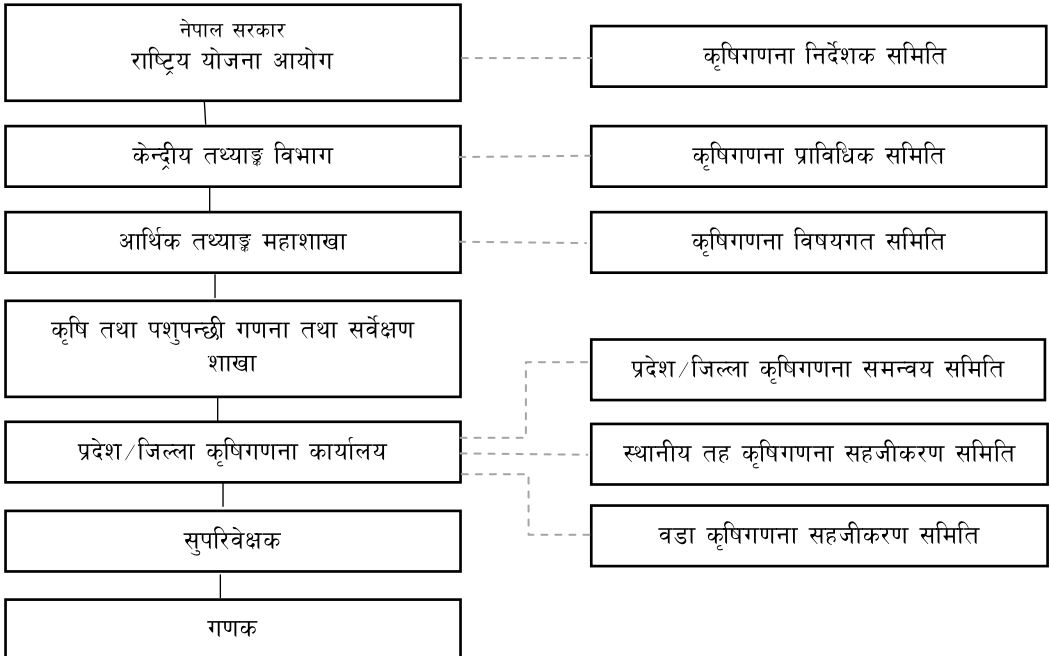 नेपाल सरकार
राष्ट्रिय योजना आयोग
कृषिगणना निर्देशक समिति
केन्द्रीय तथ्याङ्क विभाग
कृषिगणना प्राविधिक समिति
आर्थिक तथ्याङ्क महाशाखा
कृषिगणना विषयगत समिति
कृषि तथा पशुपन्छी गणना तथा सर्वेक्षण
शाखा
प्रदेश/जिल्ला कृषिगणना समन्वय समिति
प्रदेश/जिल्ला कृषिगणना कार्यालय
स्थानीय तह कृषिगणना सहजीकरण समिति
सुपरिवेक्षक
वडा कृषिगणना सहजीकरण समिति
गणक